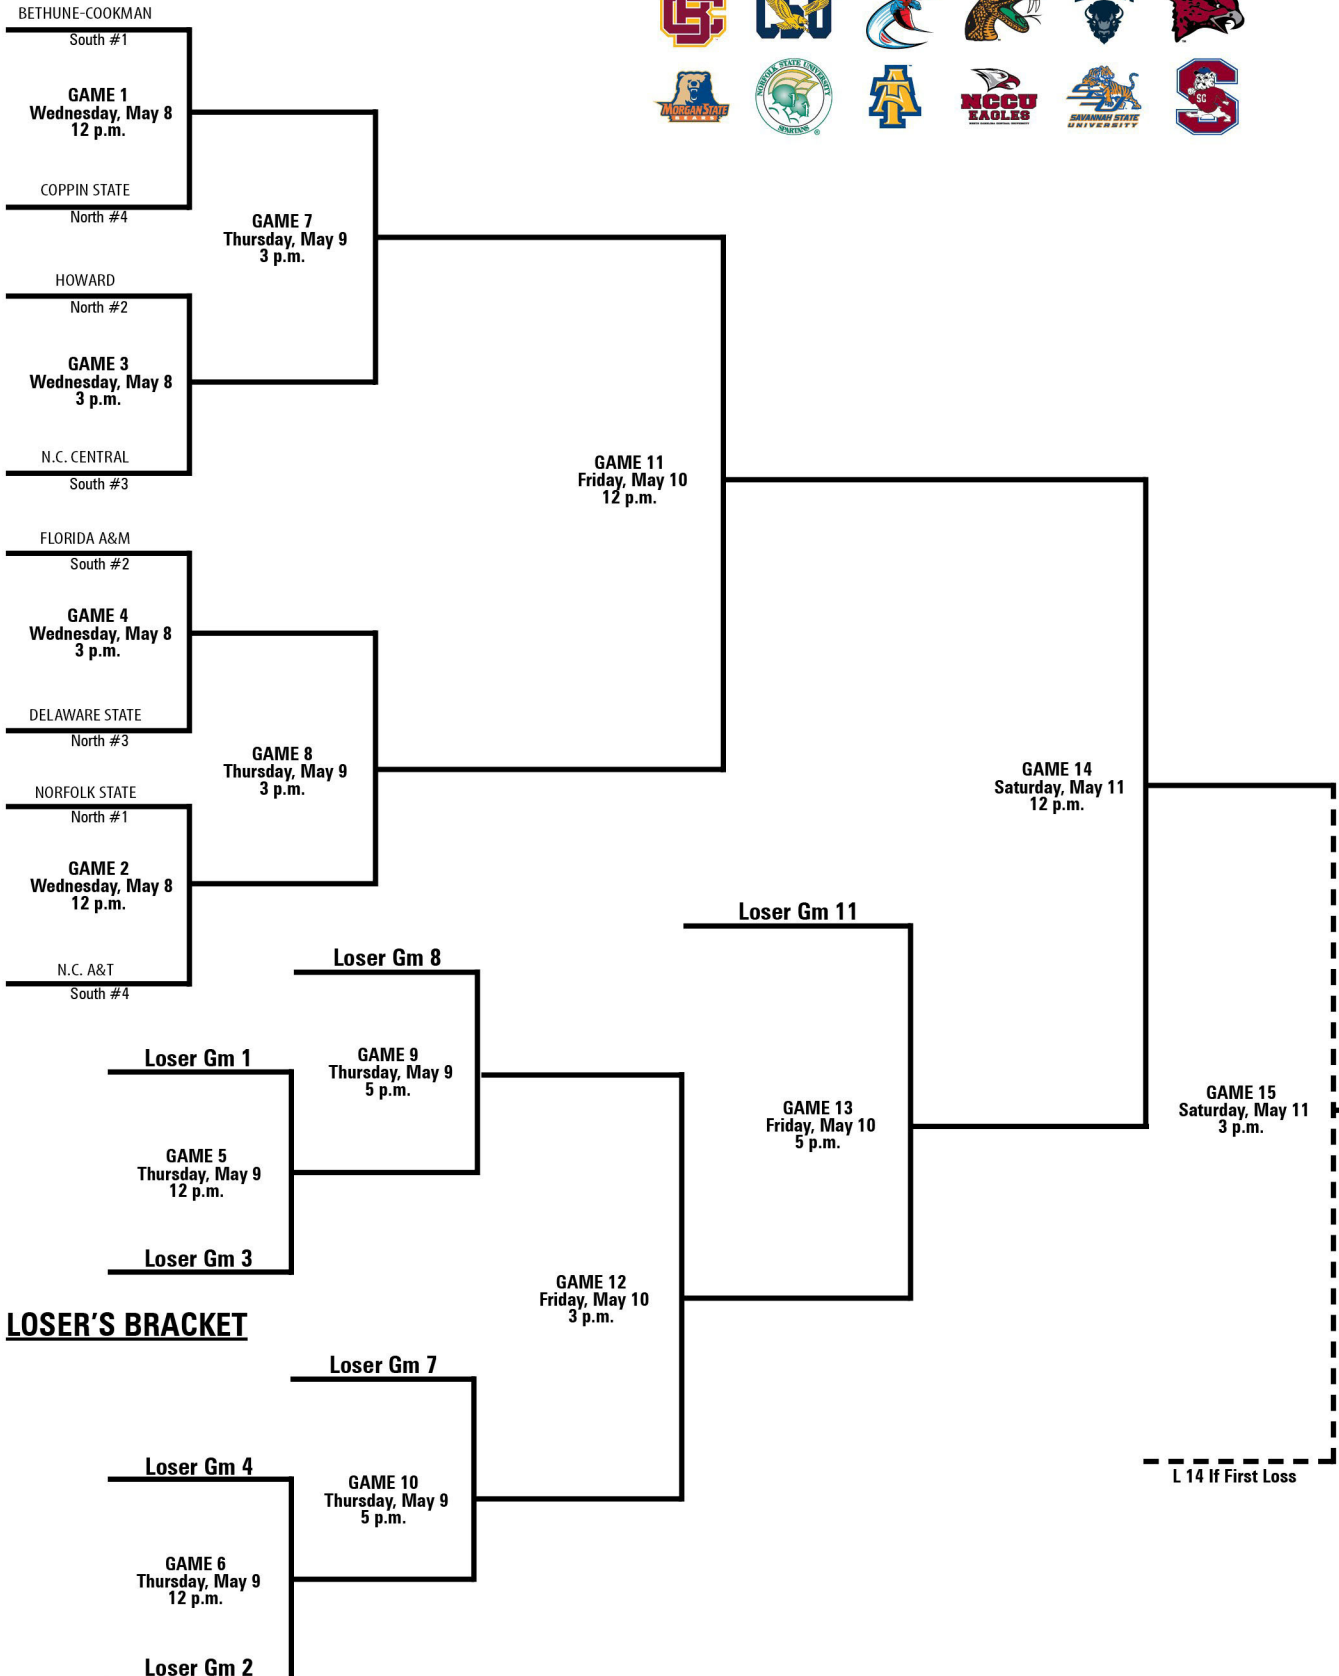 BETHUNE-COOKMAN
South #1
GAME 1
Wednesday, May 8
12 p.m.
COPPIN STATE
North #4
GAME 7
Thursday, May 9
3 p.m.
HOWARD
North #2
GAME 3
Wednesday, May 8
3 p.m.
N.C. CENTRAL
South #3
FLORIDA A&M
South #2
GAME 4
Wednesday, May 8
3 p.m.
DELAWARE STATE
North #3
GAME 8
Thursday, May 9
3 p.m.
NORFOLK STATE
North #1
GAME 2
Wednesday, May 8
12 p.m.
N.C. A&T
South #4
GAME 11
Friday, May 10
12 p.m.
GAME 14
Saturday, May 11
12 p.m.
Loser Gm 11
Loser Gm 8
GAME 9
Thursday, May 9
5 p.m.
Loser Gm 1
GAME 5
Thursday, May 9
12 p.m.
Loser Gm 3
GAME 13
Friday, May 10
5 p.m.
GAME 15
Saturday, May 11
3 p.m.
GAME 12
Friday, May 10
3 p.m.
LOSER'S BRACKET
Loser Gm 7
Loser Gm 4
GAME 10
Thursday, May 9
5 p.m.
GAME 6
Thursday, May 9
12 p.m.
Loser Gm 2
L 14 If First Loss
MORGAN STATE
NORFOLK STATE UNIVERSITY
SPARTANS
AT
NCCU
EAGLES
SAVANNAH STATE
UNIVERSITY
SC